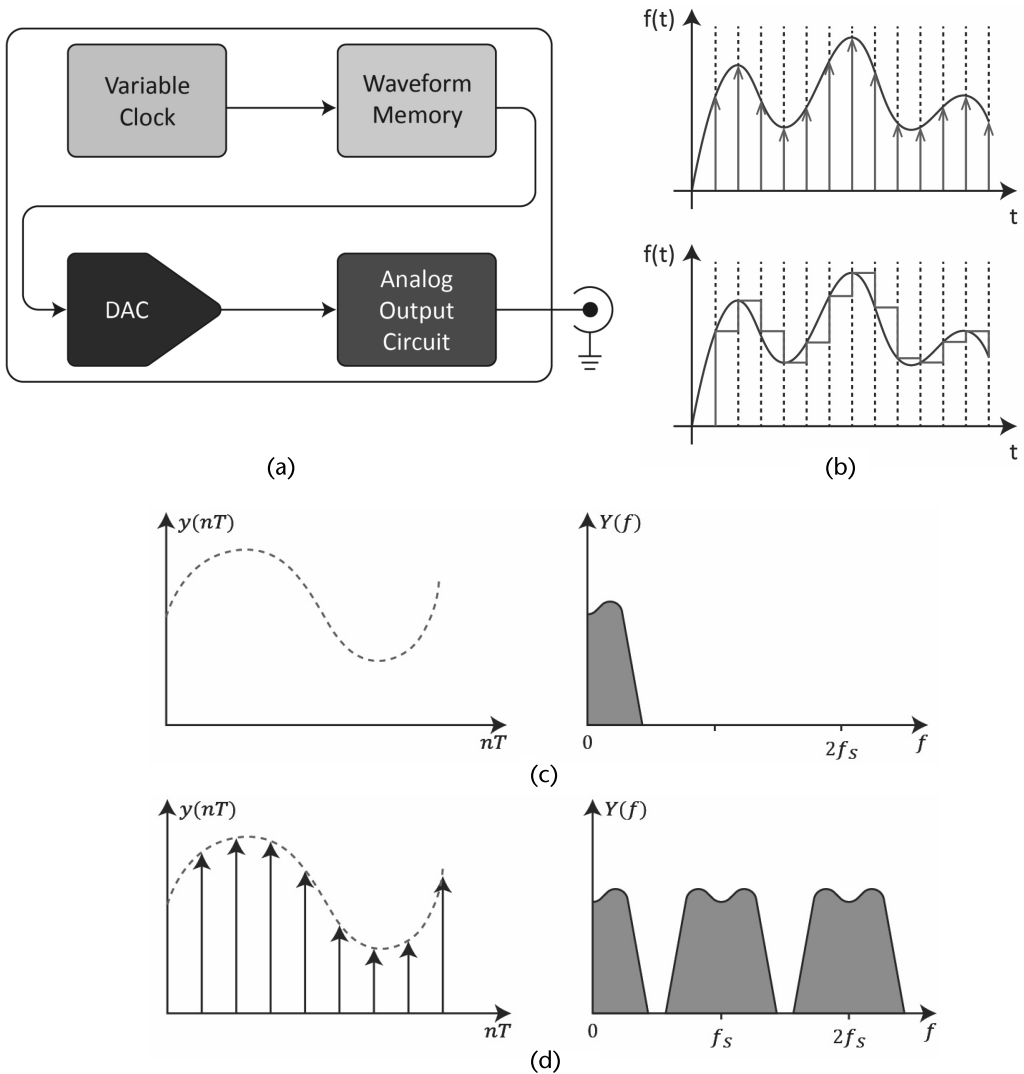 Variable
Clock
Waveform
Memory
DAC
Analog
Output
Circuit
(a)
f(t)
t
f(t)
t
(b)
y(nT)
nT
Y(f)
0
2fS
f
(c)
y(nT)
nT
Y(f)
0
fS
2fS
f
(d)